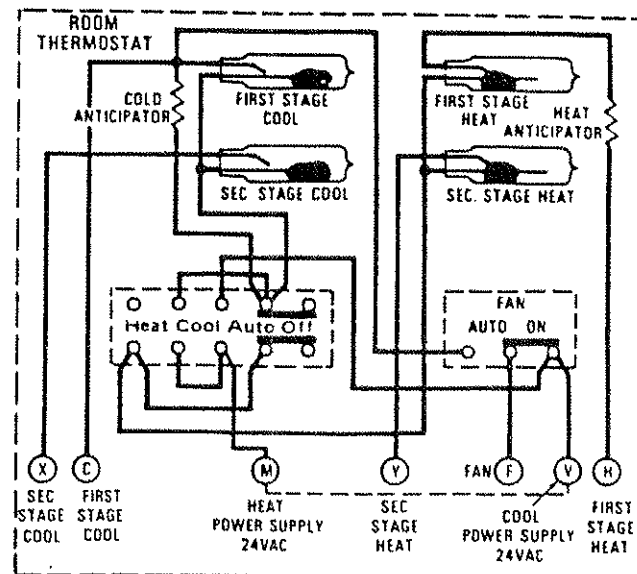 ROOM
THERMOSTAT
COLD
ANTICIPATOR
FIRST STAGE
COOL
FIRST STAGE
HEAT
HEAT
ANTICIPATOR
SEC STAGE COOL
SEC. STAGE HEAT
Heat Cool Auto Off
FAN
AUTO ON
X
C
M
Y
FAN
F
V
H
SEC
STAGE
COOL
FIRST
STAGE
COOL
HEAT
POWER SUPPLY
24VAC
SEC
STAGE
HEAT
COOL
POWER SUPPLY
24VAC
FIRST
STAGE
HEAT